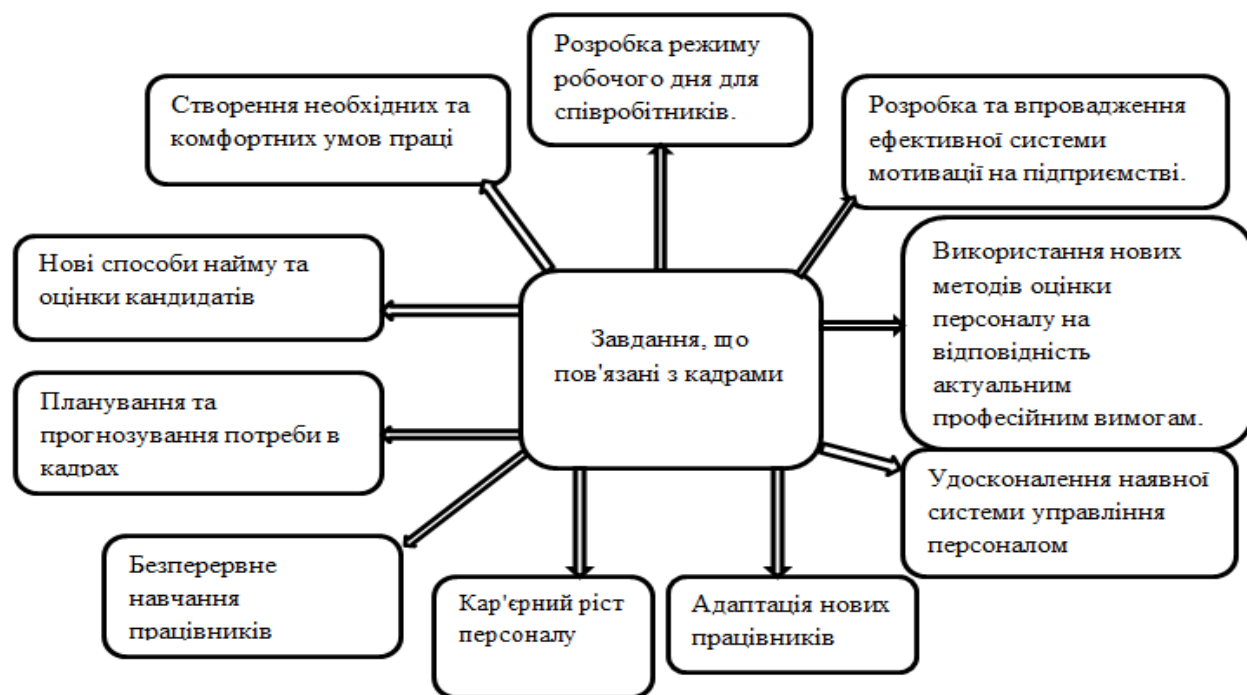 Розробка режиму
робочого дня для
співробітників.
Створення необхідних та
комфортних умов праці
Розробка та впровадження
ефективної системи
мотивації на підприємстві.
Нові способи найму та
оцінки кандидатів
Використання нових
методів оцінки
персоналу на
відповідність
актуальним
професійним вимогам.
Завдання, що
пов'язані з кадрами
Планування та
прогнозування потреби в
кадрах
Удосконалення наявної
системи управління
персоналом
Безперервне
навчання
працівників
Кар'єрний ріст
персоналу
Адаптація нових
працівників